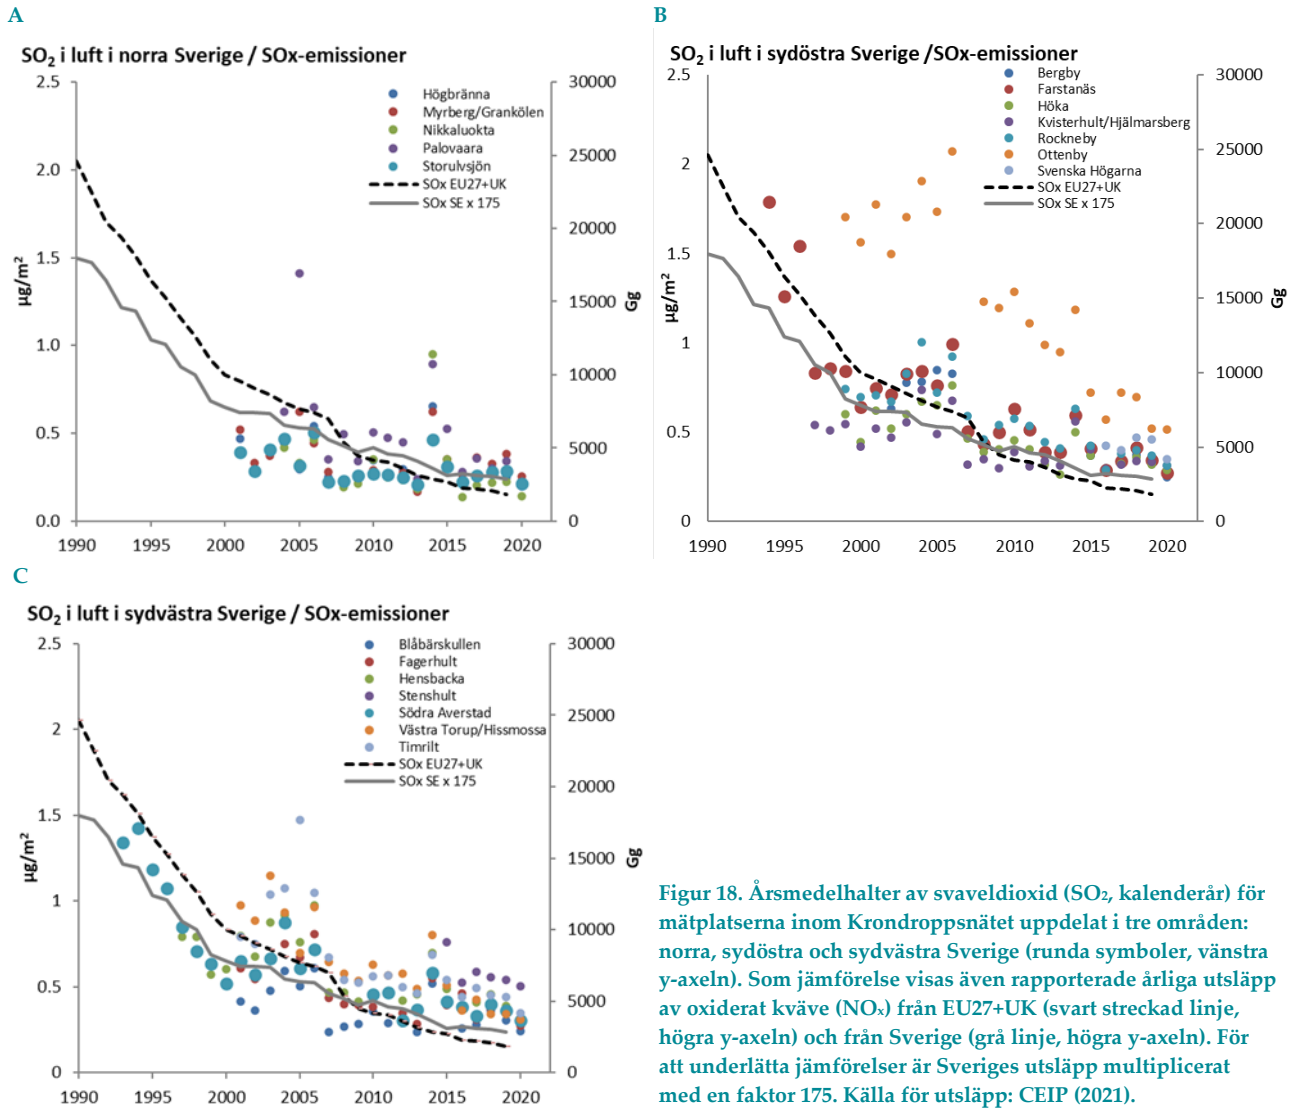 A
SO2 i luft i norra Sverige / SOx-emissioner
2.5
2.0
1.5
1.0
0.5
0.0
µg/m2
30000
25000
20000
15000
10000
5000
0
Gg
Högbränna
Myrberg/Grankölen
Nikkaluokta
Palovaara
Storulvsjön
SOx EU27+UK
SOx SE x 175
1990 1995 2000 2005 2010 2015 2020
B
SO2 i luft i sydöstra Sverige /SOx-emissioner
2.5
2
1.5
1
0.5
0
µg/m2
30000
25000
20000
15000
10000
5000
0
Gg
Bergby
Farstanäs
Höka
Kvisterhult/Hjälmarsberg
Rockneby
Ottenby
Svenska Högarna
SOx EU27+UK
SOx SE x 175
1990 1995 2000 2005 2010 2015 2020
C
SO2 i luft i sydvästra Sverige / SOx-emissioner
2.5
2
1.5
1
0.5
0
µg/m2
30000
25000
20000
15000
10000
5000
0
Gg
Blåbärskullen
Fagerhult
Hensbacka
Stenshult
Södra Averstad
Västra Torup/Hissmossa
Timrilt
SOx EU27+UK
SOx SE x 175
1990 1995 2000 2005 2010 2015 2020
Figur 18. Årsmedelhalter av svaveldioxid (SO2, kalenderår) för
mätplatserna inom Krondroppsnätet uppdelat i tre områden:
norra, sydöstra och sydvästra Sverige (runda symboler, vänstra
y-axeln). Som jämförelse visas även rapporterade årliga utsläpp
av oxiderat kväve (NOx) från EU27+UK (svart streckad linje,
högra y-axeln) och från Sverige (grå linje, högra y-axeln). För
att underlätta jämförelser är Sveriges utsläpp multiplicerat
med en faktor 175. Källa för utsläpp: CEIP (2021).